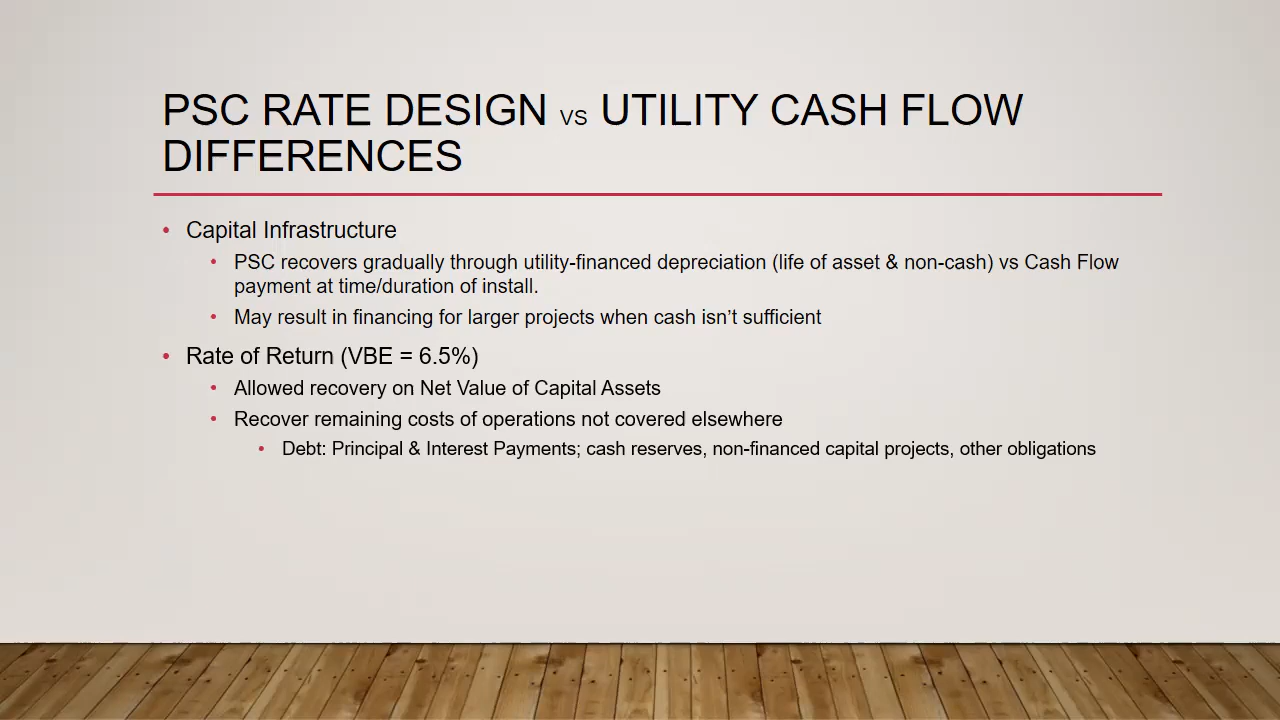 PSC RATE DESIGN VS UTILITY CASH FLOW
DIFFERENCES
• Capital Infrastructure
• PSC recovers gradually through utility-financed depreciation (life of asset & non-cash) vs Cash Flow
payment at time/duration of install.
• May result in financing for larger projects when cash isn’t sufficient
• Rate of Return (VBE = 6.5%)
• Allowed recovery on Net Value of Capital Assets
• Recover remaining costs of operations not covered elsewhere
• Debt: Principal & Interest Payments; cash reserves, non-financed capital projects, other obligations